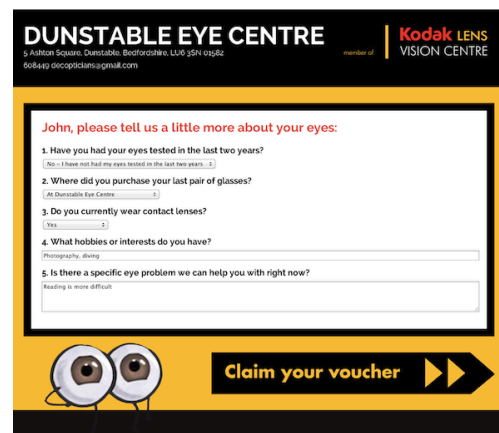 DUNSTABLE EYE CENTRE
5 Ashton Square, Dunstable, Bedfordshire, LU6 3SN 01582
608449 decopticians@gmail.com
member of
Kodak LENS
VISION CENTRE
John, please tell us a little more about your eyes:
1. Have you had your eyes tested in the last two years?
No – I have not had my eyes tested in the last two years
2. Where did you purchase your last pair of glasses?
At Dunstable Eye Centre
3. Do you currently wear contact lenses?
Yes
4. What hobbies or interests do you have?
Photography, diving
5. Is there a specific eye problem we can help you with right now?
Reading is more difficult
Claim your voucher